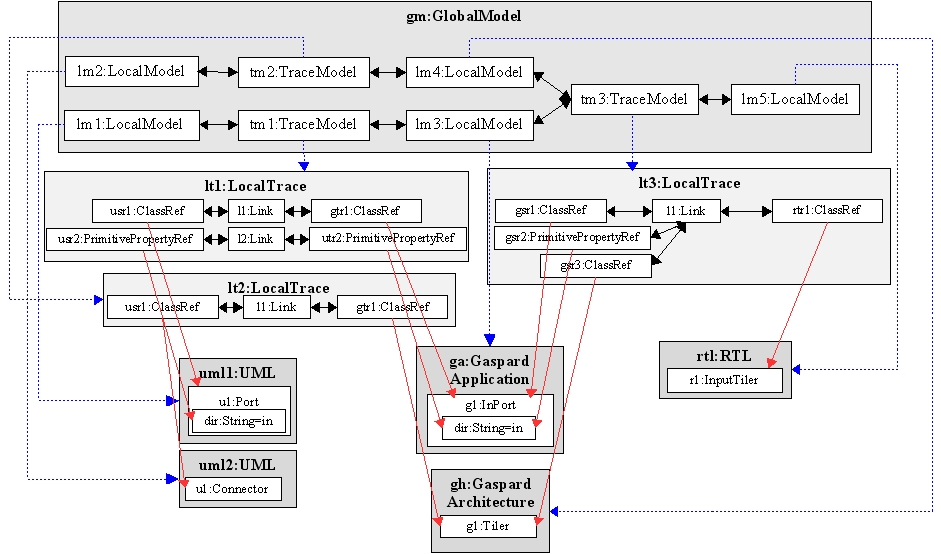 gm:GlobalModel
lm2:LocalModel
tm2:TraceModel
lm4:LocalModel
tm3:TraceModel
lm5:LocalModel
lm1:LocalModel
tm1:TraceModel
lm3:LocalModel
lt1:LocalTrace
usr1:ClassRef
l1:Link
gtr1:ClassRef
usr2:PrimitivePropertyRef
l2:Link
utr2:PrimitivePropertyRef
lt3:LocalTrace
gsr1:ClassRef
l1:Link
rtr1:ClassRef
gsr2:PrimitivePropertyRef
gsr3:ClassRef
lt2:LocalTrace
usr1:ClassRef
l1:Link
gtr1:ClassRef
uml1:UML
u1:Port
dir:String=in
ga:Gaspard
Application
g1:InPort
dir:String=in
rtl:RTL
r1:InputTiler
uml2:UML
u1:Connector
gh:Gaspard
Architecture
g1:Tiler